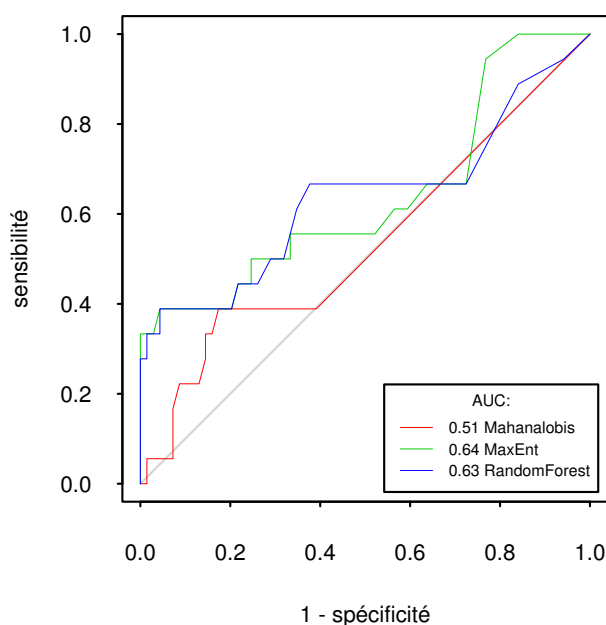 1.0
0.8
0.6
0.4
0.2
0.0
sensibilité
0.0 0.2 0.4 0.6 0.8 1.0
1 - spécificité
AUC:
0.51 Mahanalobis
0.64 MaxEnt
0.63 RandomForest